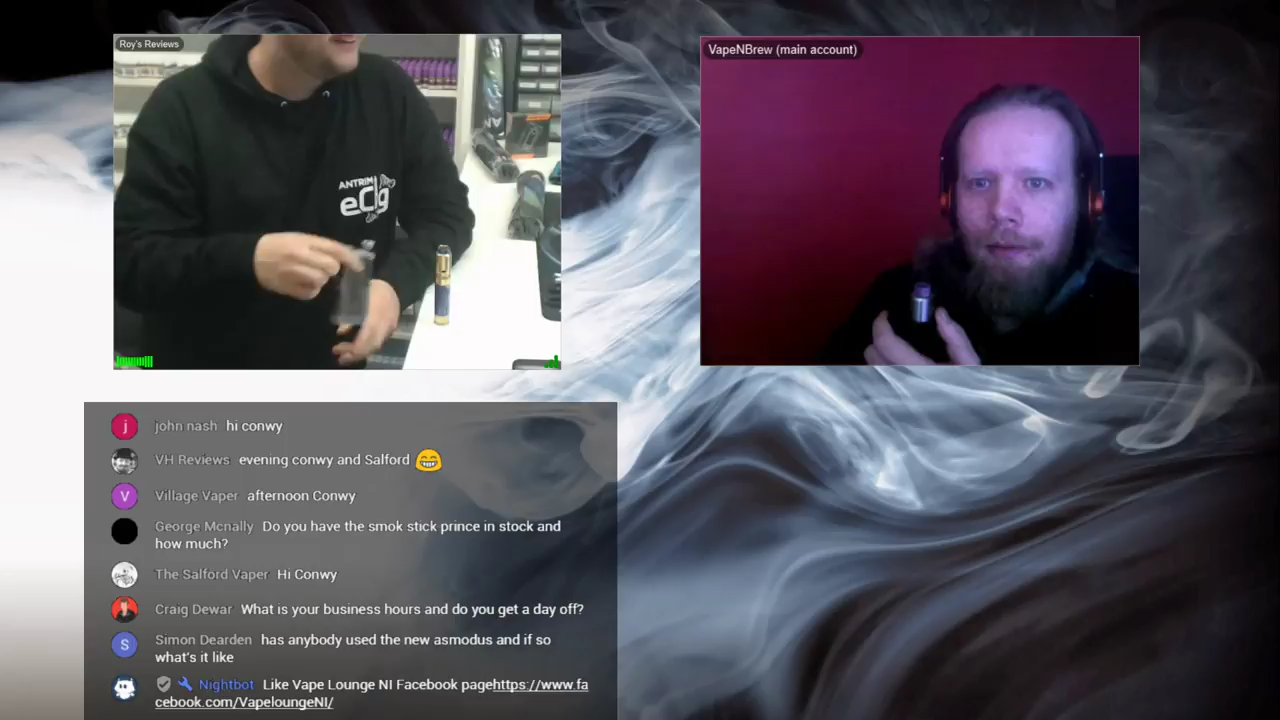 Roy's Reviews
VapeNBrew (main account)
ANTRIM
eCig
j john nash hi conwy
VH Reviews evening conwy and Salford 😁
V Village Vaper afternoon Conwy
George Mcnally Do you have the smok stick prince in stock and
how much?
The Salford Vaper Hi Conwy
Craig Dewar What is your business hours and do you get a day off?
S Simon Dearden has anybody used the new asmodus and if so
what's it like
Nightbot Like Vape Lounge NI Facebook pagehttps://www.fa
cebook.com/VapeloungeNI/